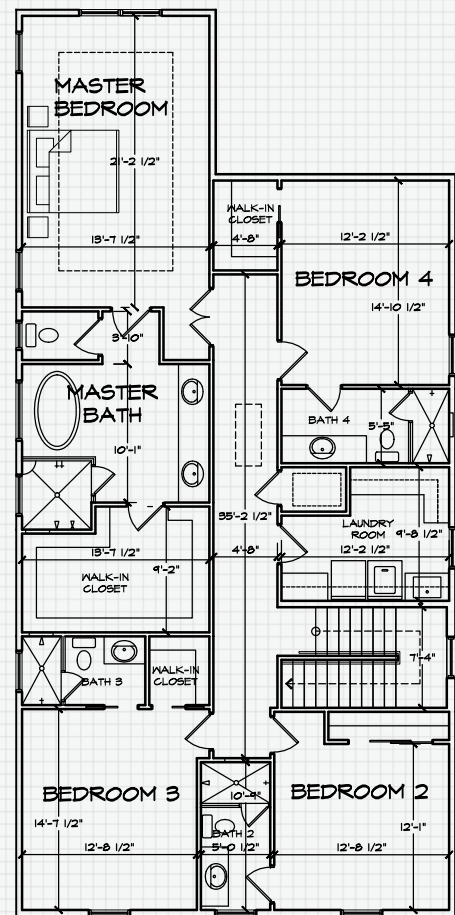 MASTER
BEDROOM
21'-2 1/2"
WALK-IN
CLOSET
13'-7 1/2"
4'-8"
12'-2 1/2"
BEDROOM 4
14'-10 1/2"
3'-10"
MASTER
BATH
BATH 4
5'-5"
10'-1"
35'-2 1/2"
LAUNDRY
ROOM
9'-8 1/2"
13'-7 1/2"
4'-8"
12'-2 1/2"
9'-2"
WALK-IN
CLOSET
7'-4"
BATH 3
WALK-IN
CLOSET
BEDROOM 3
BEDROOM 2
10'-9"
14'-7 1/2"
12'-1"
BATH 2
12'-8 1/2"
5'-0 1/2"
12'-8 1/2"